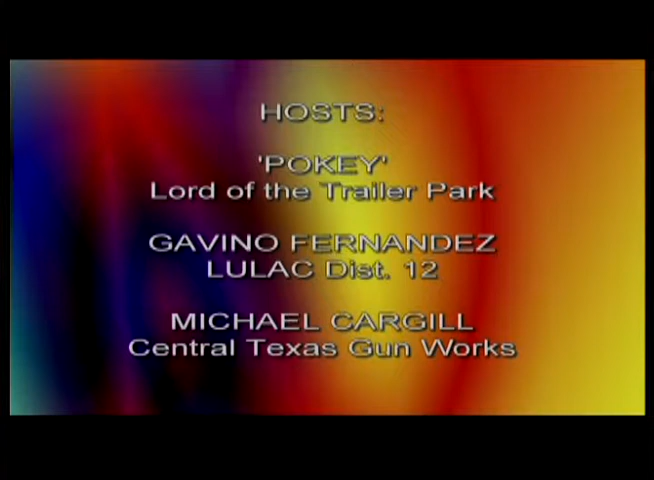 HOSTS:
'POKEY'
Lord of the Trailer Park
GAVINO FERNANDEZ
LULAC Dist. 12
MICHAEL CARGILL
Central Texas Gun Works